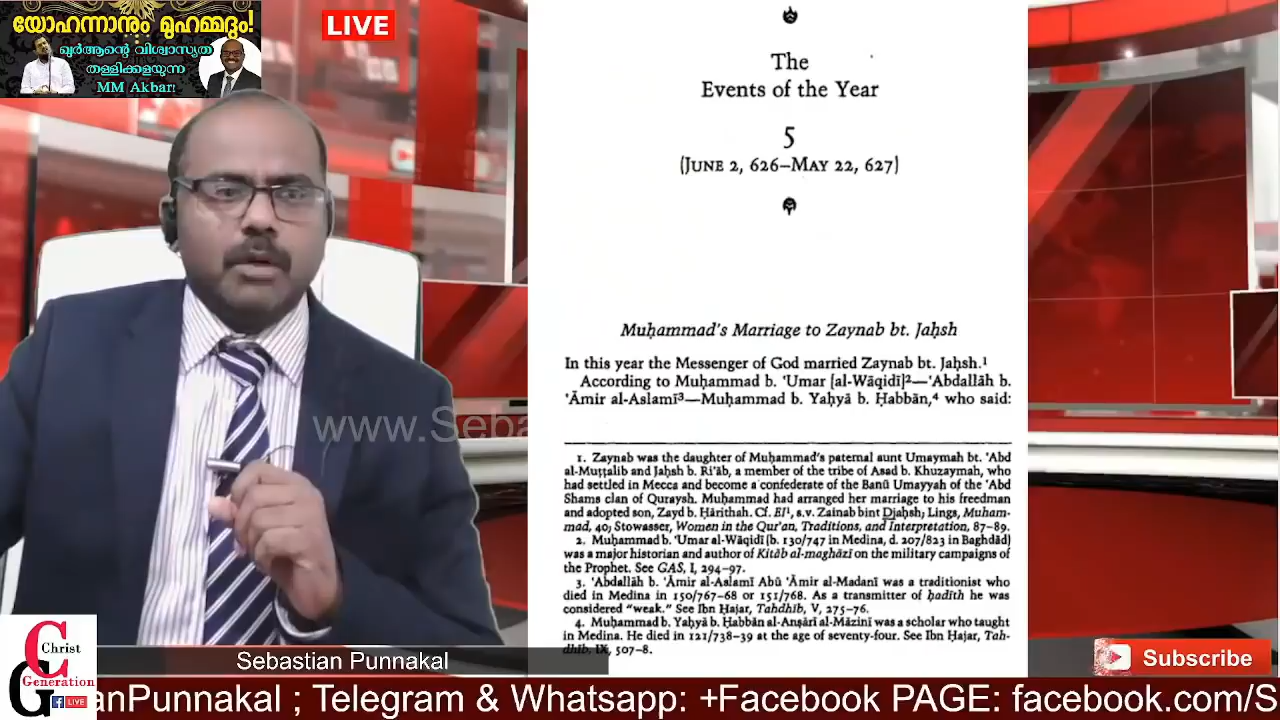 യോഹന്നാനും മുഹമ്മദും!
ഖുർആന്റെ വിശ്വാസ്യത
തള്ളിക്കളയുന്ന
MM Akbar!
LIVE
The
Events of the Year
5
(JUNE 2, 626–MAY 22, 627)
Muḥammad's Marriage to Zaynab bt. Jaḥsh
In this year the Messenger of God married Zaynab bt. Jaḥsh.¹
According to Muḥammad b. 'Umar [al-Wāqidī]²—'Abdallāh b.
'Āmir al-Aslamī³—Muḥammad b. Yaḥyā b. Ḥabbān,⁴ who said:
1. Zaynab was the daughter of Muḥammad's paternal aunt Umaymah bt. 'Abd
al-Muṭṭalib and Jaḥsh b. Ri'āb, a member of the tribe of Asad b. Khuzaymah, who
had settled in Mecca and become a confederate of the Banū Umayyah of the 'Abd
Shams clan of Quraysh. Muḥammad had arranged her marriage to his freedman
and adopted son, Zayd b. Ḥārithah. Cf. EI¹, s.v. Zainab bint Djaḥsh; Lings, Muham-
mad, 40; Stowasser, Women in the Qur'an, Traditions, and Interpretation, 87–89.
2. Muḥammad b. 'Umar al-Wāqidī (b. 130/747 in Medina, d. 207/823 in Baghdād)
was a major historian and author of Kitāb al-maghāzī on the military campaigns of
the Prophet. See GAS, I, 294–97.
3. 'Abdallāh b. 'Āmir al-Aslamī Abū 'Āmir al-Madanī was a traditionist who
died in Medina in 150/767–68 or 151/768. As a transmitter of ḥadīth he was
considered "weak." See Ibn Ḥajar, Tahdhīb, V, 275–76.
4. Muḥammad b. Yaḥyā b. Ḥabbān al-Anṣārī al-Māzinī was a scholar who taught
in Medina. He died in 121/738–39 at the age of seventy-four. See Ibn Ḥajar, Tah-
dhīb, IX, 507–8.
www.Seba
Sebastian Punnakal
Christ
Generation
LIVE
Subscribe
anPunnakal ; Telegram & Whatsapp: +Facebook PAGE: facebook.com/S